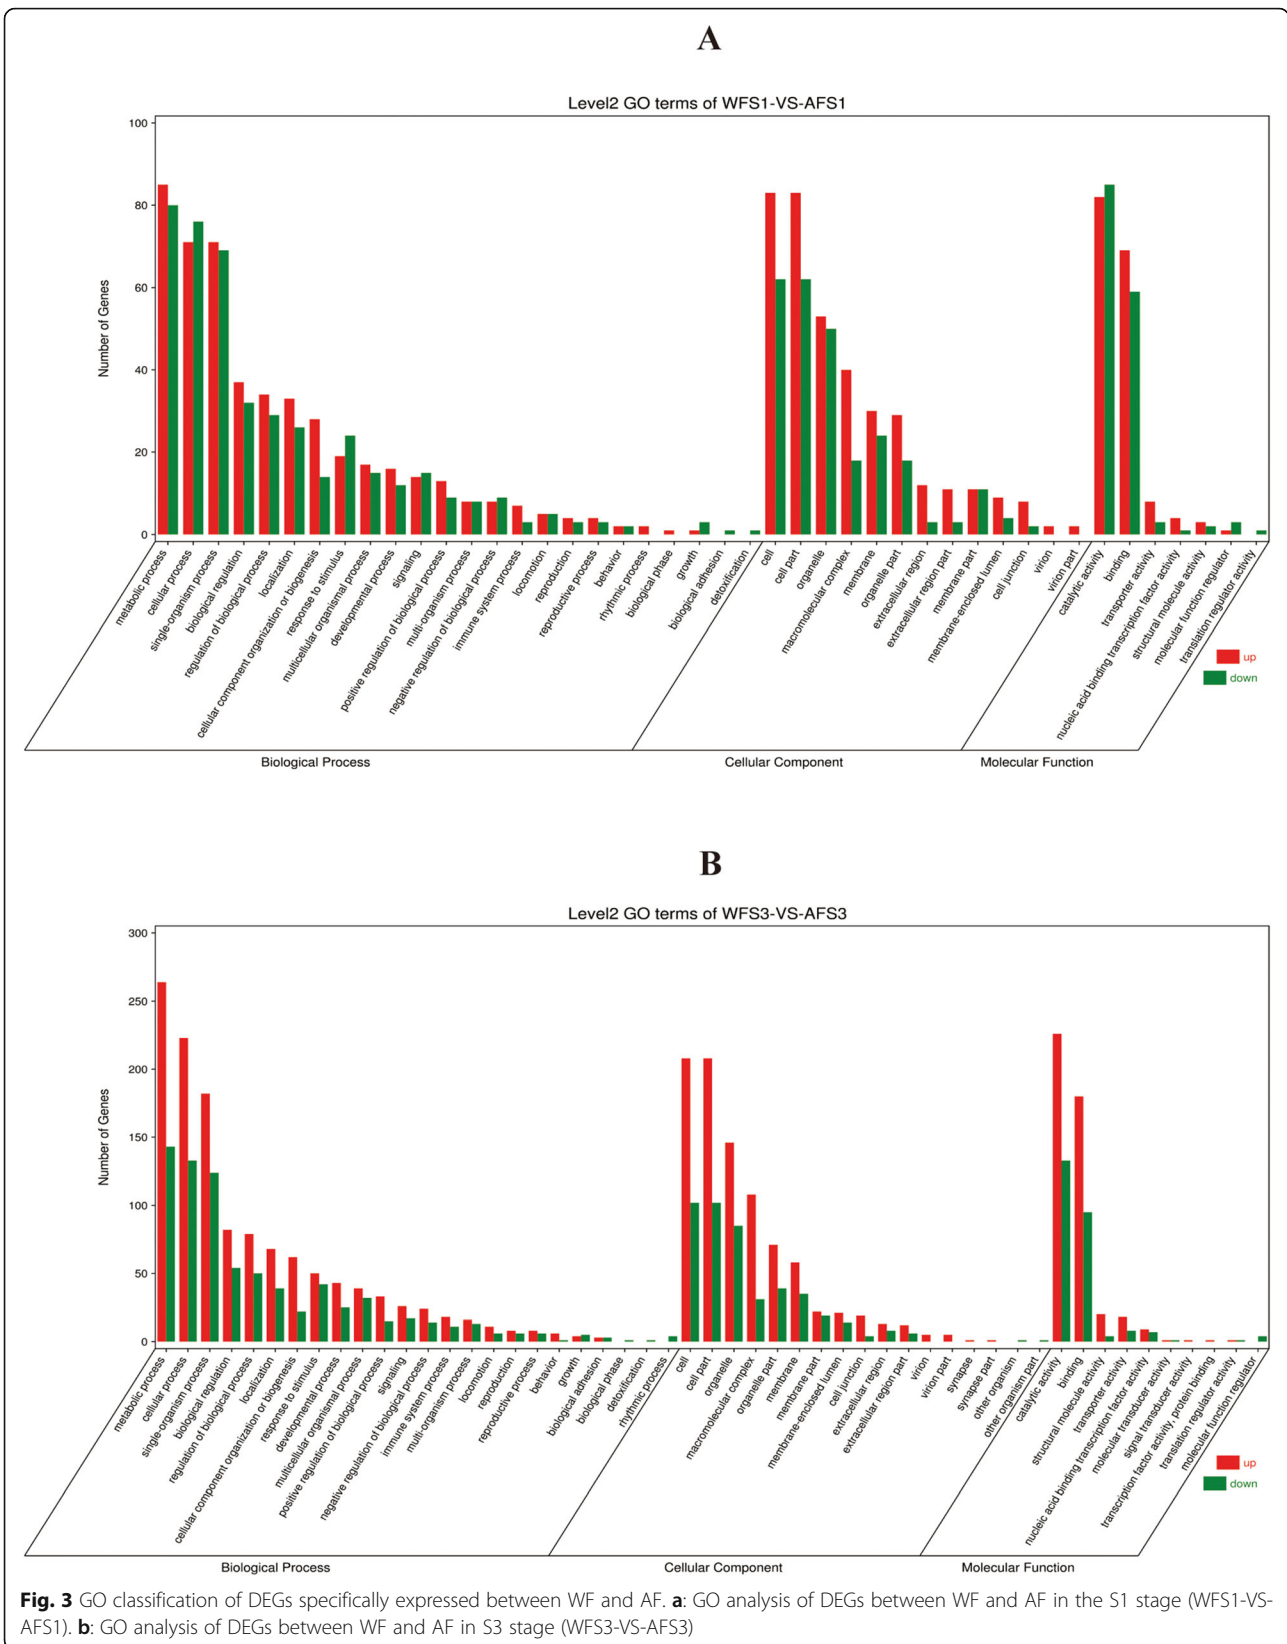 A
Level2 GO terms of WFS1-VS-AFS1
Number of Genes
100
80
60
40
20
0
metabolic process
cellular process
single-organism process
biological regulation
regulation of biological process
localization
cellular component organization or biogenesis
response to stimulus
multicellular organismal process
developmental process
signaling
positive regulation of biological process
multi-organism process
negative regulation of biological process
immune system process
locomotion
reproduction
reproductive process
behavior
rhythmic process
biological phase
growth
biological adhesion
detoxification
cell
cell part
organelle
macromolecular complex
membrane
organelle part
extracellular region
extracellular region part
membrane part
membrane-enclosed lumen
cell junction
virion
virion part
catalytic activity
binding
transporter activity
nucleic acid binding transcription factor activity
structural molecule activity
molecular function regulator
translation regulator activity
up
down
Biological Process
Cellular Component
Molecular Function
B
Level2 GO terms of WFS3-VS-AFS3
Number of Genes
300
250
200
150
100
50
0
metabolic process
cellular process
single-organism process
biological regulation
regulation of biological process
localization
cellular component organization or biogenesis
response to stimulus
developmental process
multicellular organismal process
positive regulation of biological process
signaling
negative regulation of biological process
immune system process
multi-organism process
locomotion
reproduction
reproductive process
behavior
growth
biological adhesion
biological phase
detoxification
rhythmic process
cell
cell part
organelle
macromolecular complex
organelle part
membrane
membrane part
membrane-enclosed lumen
cell junction
extracellular region
extracellular region part
virion
virion part
synapse
synapse part
other organism
other organism part
catalytic activity
binding
structural molecule activity
transporter activity
nucleic acid binding transcription factor activity
molecular transducer activity
signal transducer activity
transcription factor activity, protein binding
translation regulator activity
molecular function regulator
up
down
Biological Process
Cellular Component
Molecular Function
Fig. 3 GO classification of DEGs specifically expressed between WF and AF. a: GO analysis of DEGs between WF and AF in the S1 stage (WFS1-VS-
AFS1). b: GO analysis of DEGs between WF and AF in S3 stage (WFS3-VS-AFS3)